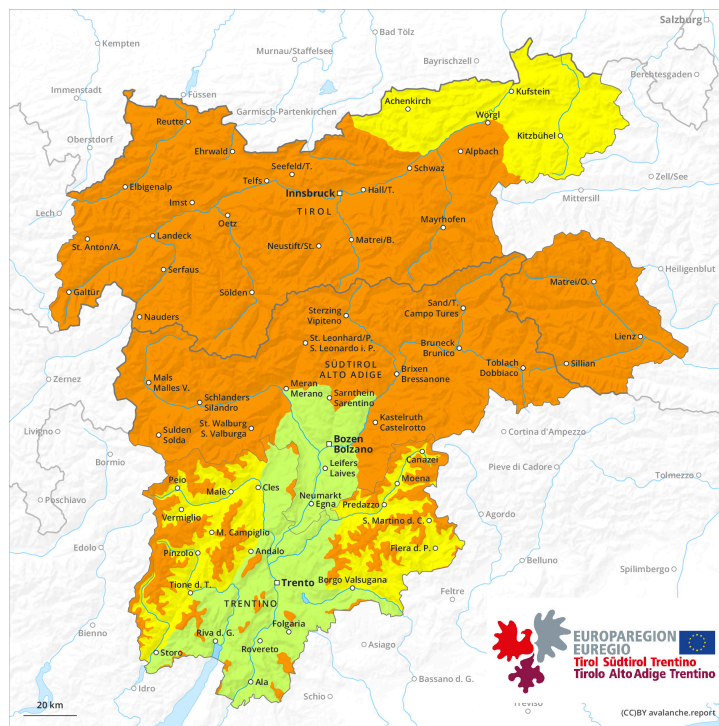 Salzburg
Bad Tölz
Kempten
Murnau/Staffelsee
Bayrischzell
Berchtesgaden
Immenstadt
Füssen
Kufstein
Achenkirch
Garmisch-Partenkirchen
Reutte
Wörgl
Kitzbühel
Oberstdorf
Ehrwald
Alpbach
Seefeld/T.
Schwaz
Zell/See
Telfs
Elbigenalp
Innsbruck
Hall/T.
Mittersill
Imst
Lech
TIROL
Oetz
Mayrhofen
Landeck
Neustift/St.
Matrei/B.
St. Anton/A.
Serfaus
Heiligenblut
Galtür
Sölden
Matrei/O.
Nauders
Sterzing
Vipiteno
Sand/T.
Campo Tures
St. Leonhard/P.
S. Leonardo i. P.
Lienz
Bruneck
Brunico
SÜDTIROL
ALTO ADIGE
Toblach
Dobbiaco
Sillian
Zernez
Mals
Malles V.
Meran
Merano
Brixen
Bressanone
Schlanders
Silandro
Sarnthein
Sarentino
St. Walburg
S. Valburga
Kastelruth
Castelrotto
Livigno
Sulden
Solda
Bozen
Bolzano
Cortina d'Ampezzo
Bormio
Canazei
Leifers
Laives
Pieve di Cadore
Tolmezzo
Peio
Malè
Cles
Moena
Poschiavo
Neumarkt
Egna
Predazzo
Vermiglio
S. Martino d. C.
Agordo
M. Campiglio
Edolo
Pinzolo
Andalo
Fiera d. P.
Belluno
Spilimbergo
Trento
Borgo Valsugana
Tione d. T.
Feltre
TRENTINO
Bienno
Folgaria
Riva d. G.
Rovereto
Asiago
Storo
Ala
Bassano d. G.
Idro
Schio
Treviso
EUROPAREGION
EUREGIO
Tirol Südtirol Trentino
Tirolo Alto Adige Trentino
20 km
(CC)BY avalanche.report